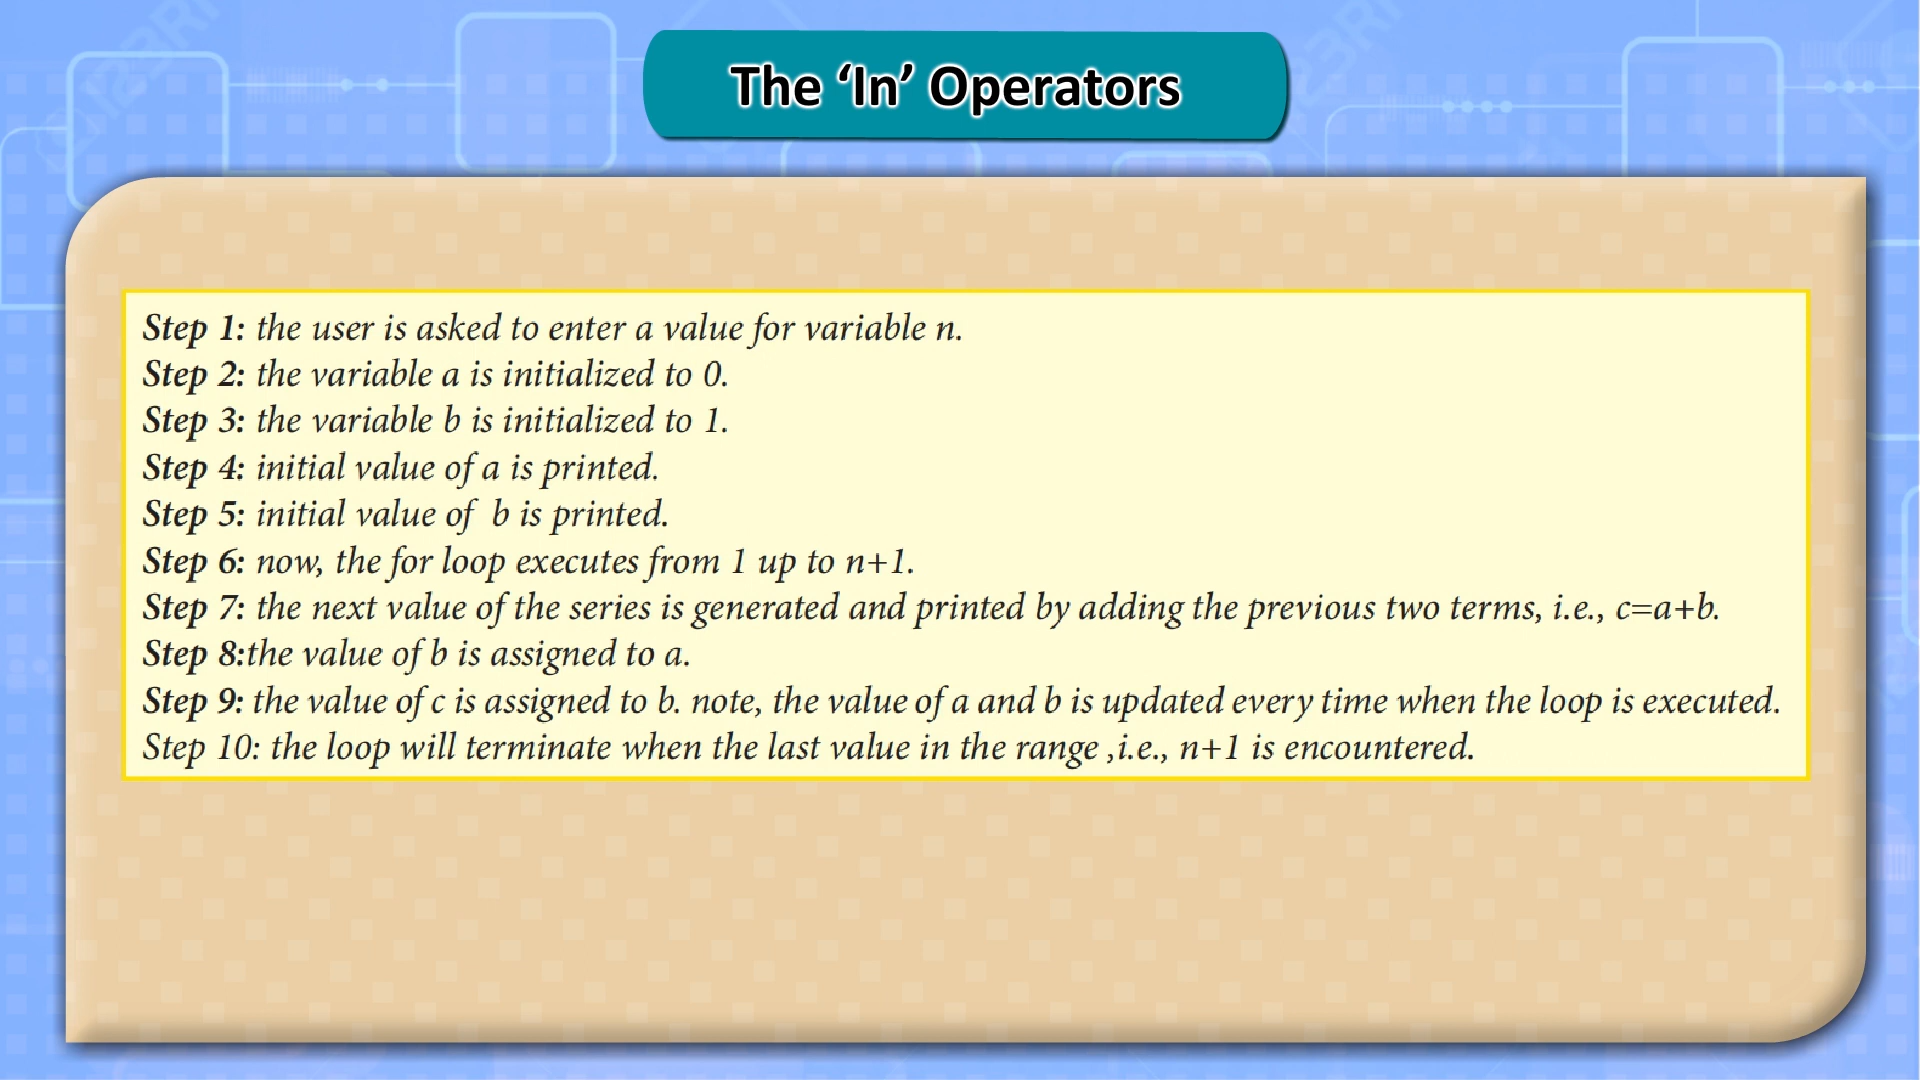 The ‘In’ Operators
Step 1: the user is asked to enter a value for variable n.
Step 2: the variable a is initialized to 0.
Step 3: the variable b is initialized to 1.
Step 4: initial value of a is printed.
Step 5: initial value of  b is printed.
Step 6: now, the for loop executes from 1 up to n+1.
Step 7: the next value of the series is generated and printed by adding the previous two terms, i.e., c=a+b.
Step 8:the value of b is assigned to a.
Step 9: the value of c is assigned to b. note, the value of a and b is updated every time when the loop is executed.
Step 10: the loop will terminate when the last value in the range ,i.e., n+1 is encountered.